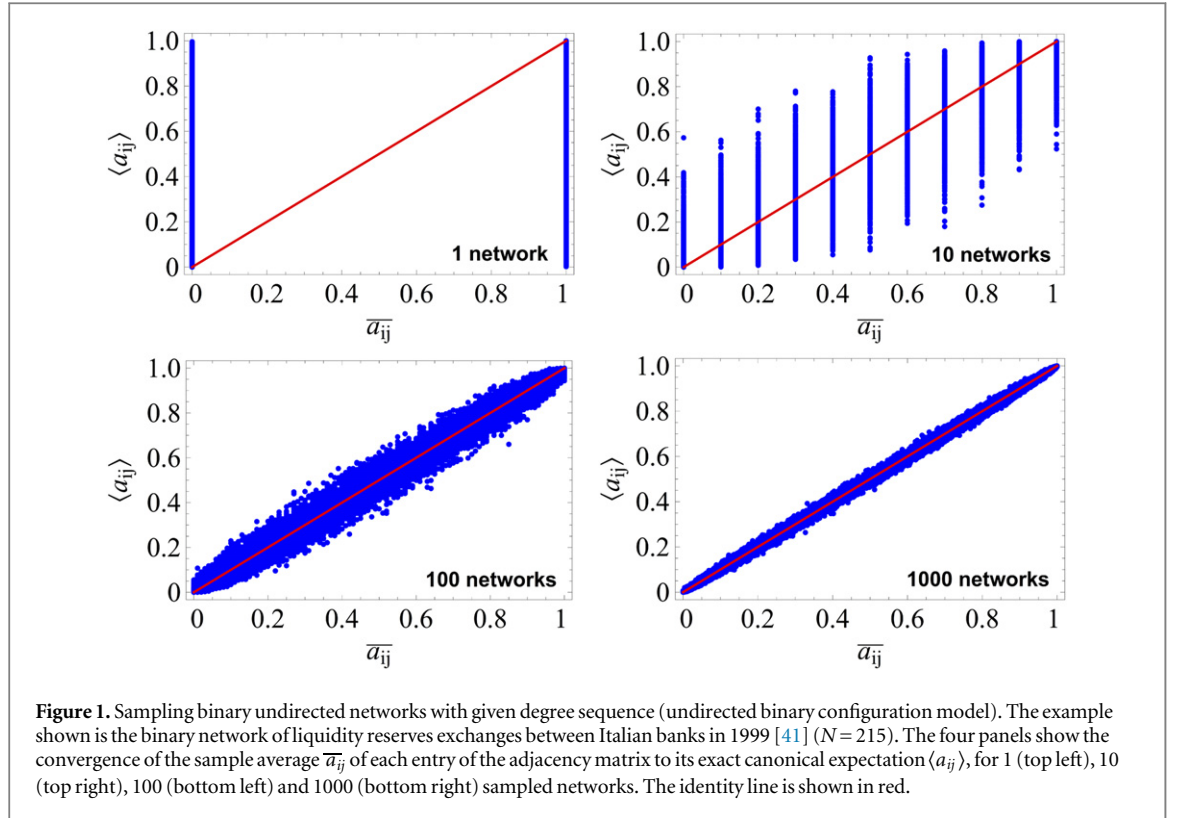 1.0
0.8
0.6
0.4
0.2
0
⟨aij⟩
1 network
0 0.2 0.4 0.6 0.8 1
aij
1.0
0.8
0.6
0.4
0.2
0
⟨aij⟩
10 networks
0 0.2 0.4 0.6 0.8 1
aij
1.0
0.8
0.6
0.4
0.2
0
⟨aij⟩
100 networks
0 0.2 0.4 0.6 0.8 1
aij
1.0
0.8
0.6
0.4
0.2
0
⟨aij⟩
1000 networks
0 0.2 0.4 0.6 0.8 1
aij
Figure 1. Sampling binary undirected networks with given degree sequence (undirected binary configuration model). The example
shown is the binary network of liquidity reserves exchanges between Italian banks in 1999 [41] (N = 215). The four panels show the
convergence of the sample average aij of each entry of the adjacency matrix to its exact canonical expectation ⟨aij⟩, for 1 (top left), 10
(top right), 100 (bottom left) and 1000 (bottom right) sampled networks. The identity line is shown in red.